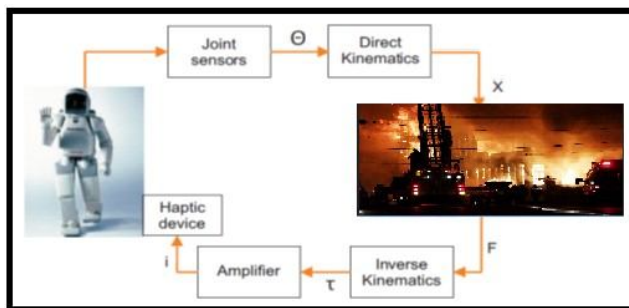 Joint
sensors
Θ
Direct
Kinematics
X
F
Inverse
Kinematics
τ
Amplifier
i
Haptic
device